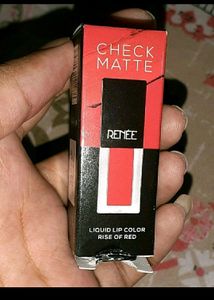 CHECK
MATTE
RENÉE
LIQUID LIP COLOR
RISE OF RED